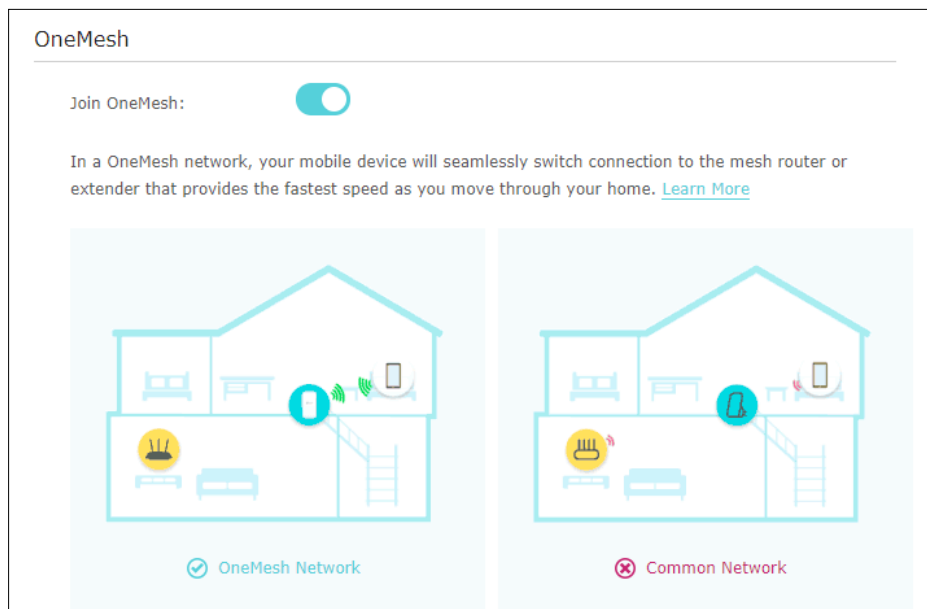 OneMesh
Join OneMesh:
In a OneMesh network, your mobile device will seamlessly switch connection to the mesh router or
extender that provides the fastest speed as you move through your home. Learn More
OneMesh Network
Common Network